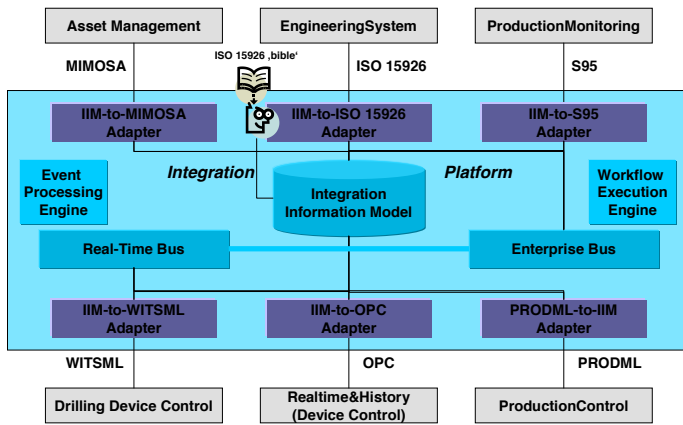 Asset Management
EngineeringSystem
ProductionMonitoring
ISO 15926 ‚bible‘
MIMOSA
ISO 15926
S95
IIM-to-MIMOSA
Adapter
IIM-to-ISO 15926
Adapter
IIM-to-S95
Adapter
Integration
Platform
Event
Processing
Engine
Integration
Information Model
Workflow
Execution
Engine
Real-Time Bus
Enterprise Bus
IIM-to-WITSML
Adapter
IIM-to-OPC
Adapter
PRODML-to-IIM
Adapter
WITSML
OPC
PRODML
Drilling Device Control
Realtime&History
(Device Control)
ProductionControl